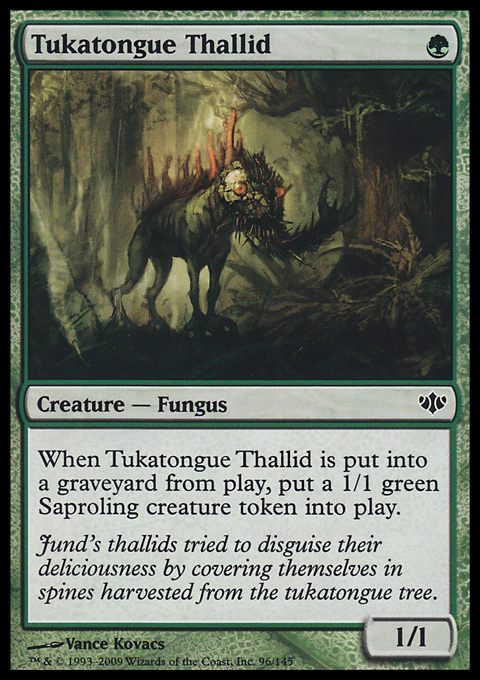 Tukatongue Thallid
Creature — Fungus
When Tukatongue Thallid is put into
a graveyard from play, put a 1/1 green
Saproling creature token into play.
Jund's thallids tried to disguise their
deliciousness by covering themselves in
spines harvested from the tukatongue tree.
Vance Kovacs
1/1
™ & © 1993–2009 Wizards of the Coast, Inc. 96/145